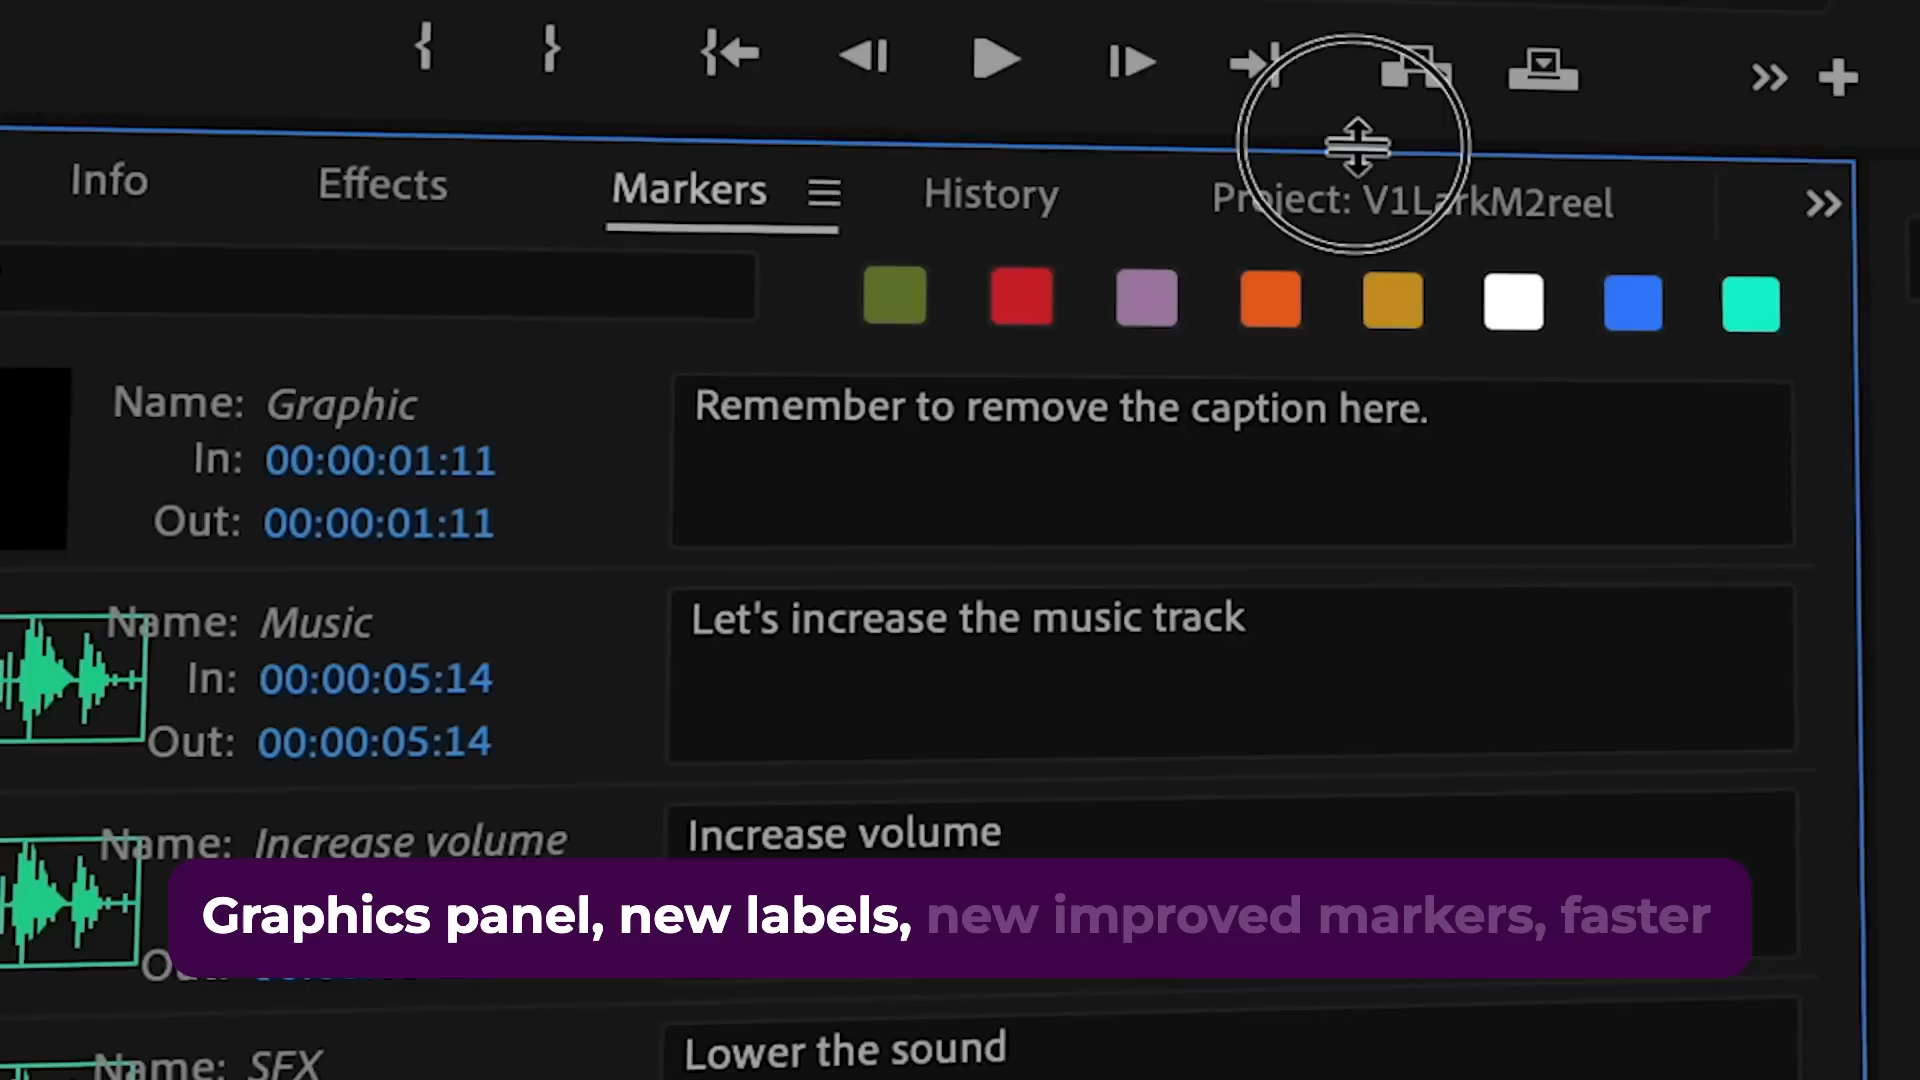 Info
Effects
Markers
History
Project: V1LarkM2reel
Name: Graphic
In: 00:00:01:11
Out: 00:00:01:11
Remember to remove the caption here.
Name: Music
In: 00:00:05:14
Out: 00:00:05:14
Let's increase the music track
Name: Increase volume
Increase volume
Graphics panel, new labels, new improved markers, faster
Name: SFX
Lower the sound